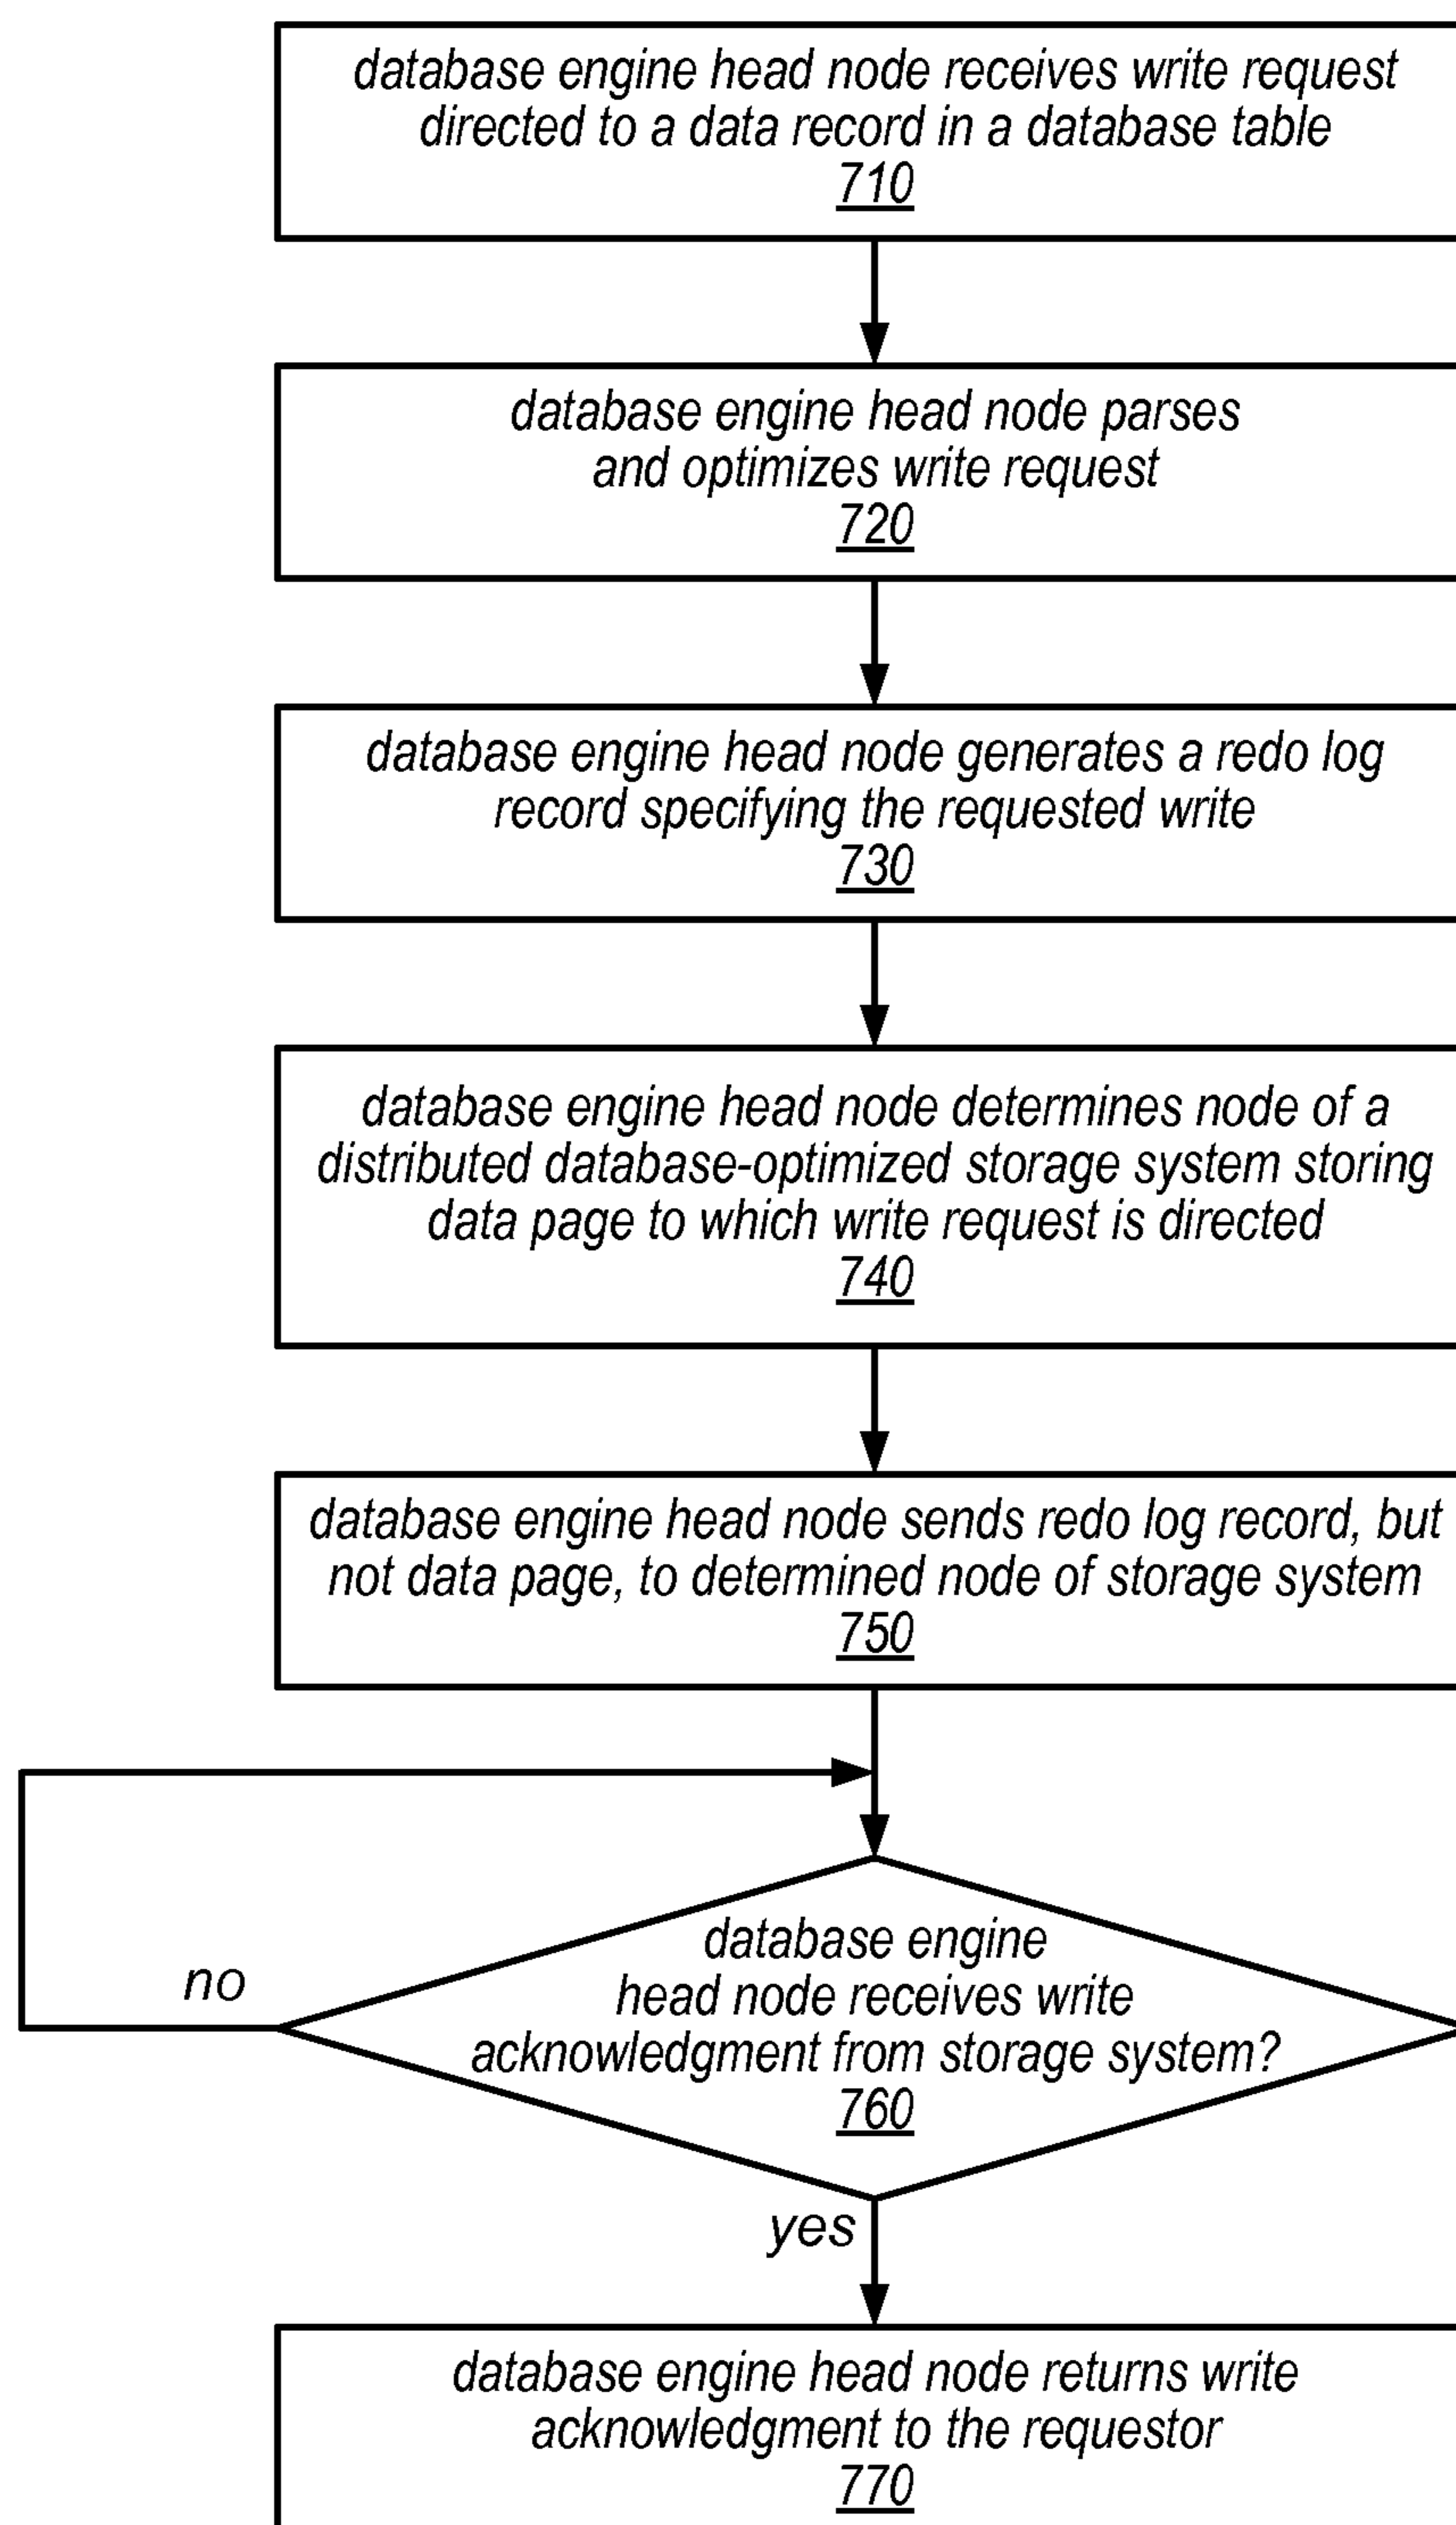 database engine head node receives write request
directed to a data record in a database table
710
database engine head node parses
and optimizes write request
720
database engine head node generates a redo log
record specifying the requested write
730
database engine head node determines node of a
distributed database-optimized storage system storing
data page to which write request is directed
740
database engine head node sends redo log record, but
not data page, to determined node of storage system
750
no
database engine
head node receives write
acknowledgment from storage system?
760
yes
database engine head node returns write
acknowledgment to the requestor
770